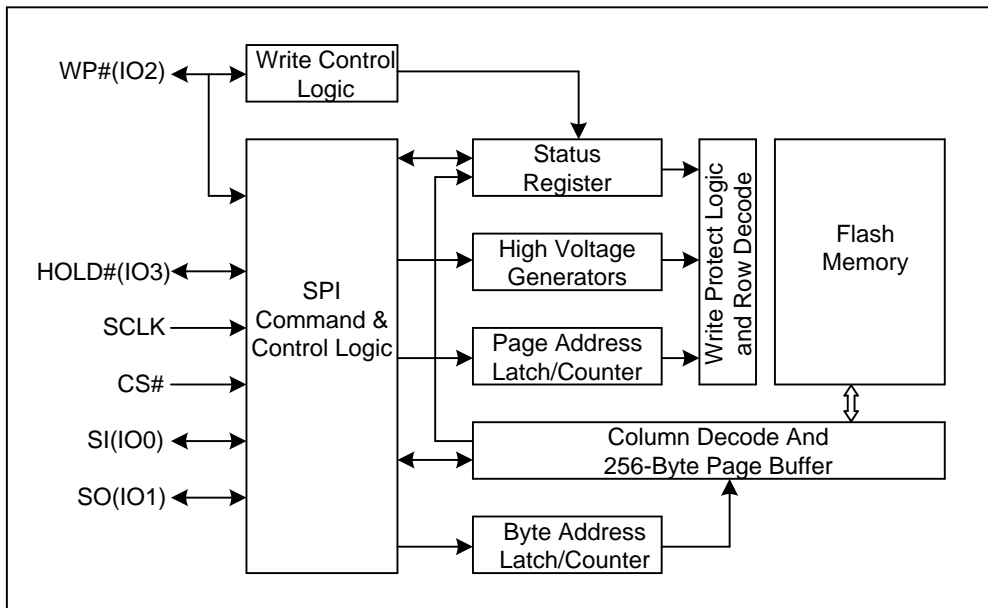 WP#(IO2)
Write Control
Logic
HOLD#(IO3)
SCLK
CS#
SI(IO0)
SO(IO1)
SPI
Command &
Control Logic
Status
Register
High Voltage
Generators
Page Address
Latch/Counter
Write Protect Logic
and Row Decode
Flash
Memory
Column Decode And
256-Byte Page Buffer
Byte Address
Latch/Counter